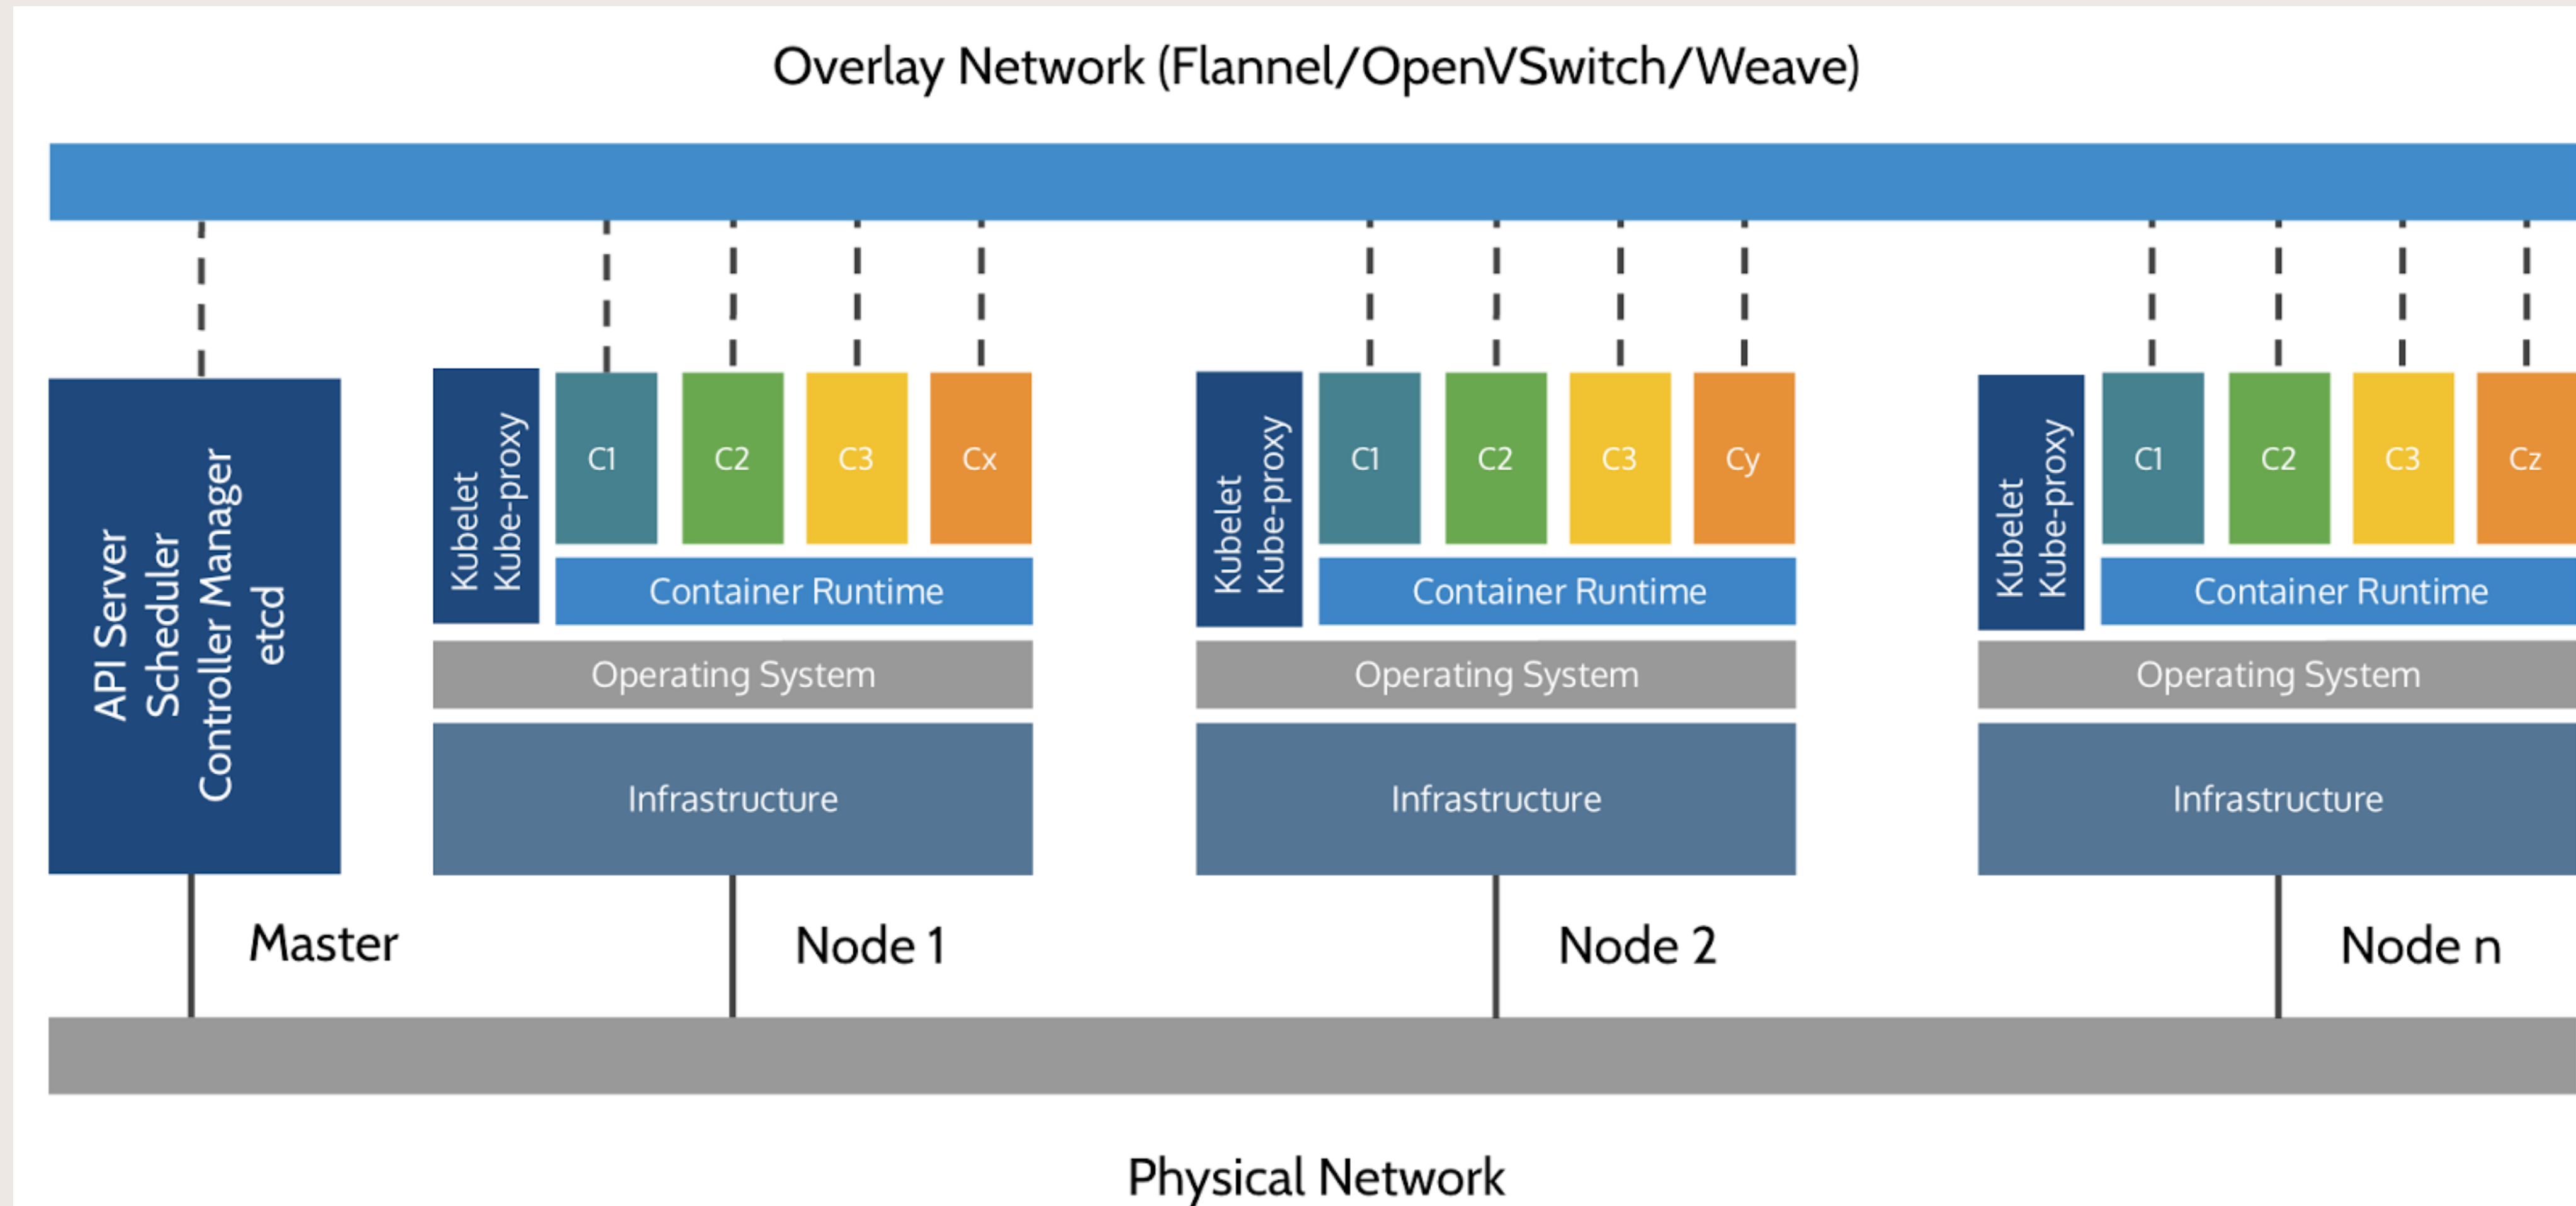 Overlay Network (Flannel/OpenVSwitch/Weave)
API Server
Scheduler
Controller Manager
etcd
Master
Kubelet
Kube-proxy
C1
C2
C3
Cx
Container Runtime
Operating System
Infrastructure
Node 1
Kubelet
Kube-proxy
C1
C2
C3
Cy
Container Runtime
Operating System
Infrastructure
Node 2
Kubelet
Kube-proxy
C1
C2
C3
Cz
Container Runtime
Operating System
Infrastructure
Node n
Physical Network